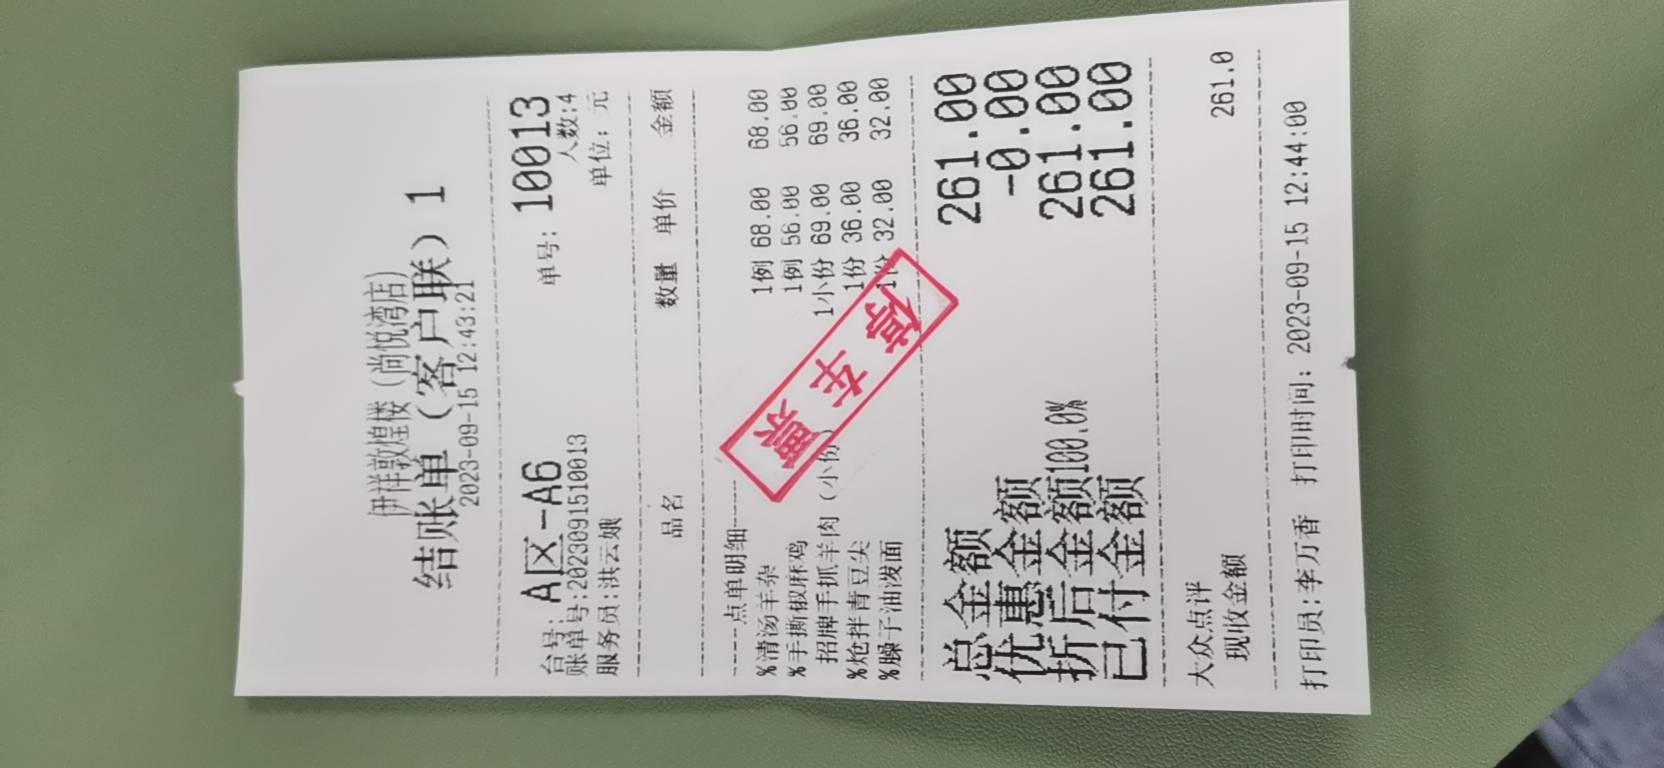 伊祥敦煌楼（尚悦湾店）
结账单（客户联）1
2023-09-15 12:43:21
台号: A区-A6 单号: 10013
账单号:2023091510013 人数:4
服务员:洪云娥 单位: 元
品名 数量 单价 金额
-----点单明细-----
%清汤羊杂 1例 68.00 68.00
%手撕椒麻鸡 1例 56.00 56.00
招牌手抓羊肉（小份） 1小份 69.00 69.00
%炝拌青豆尖 1份 36.00 36.00
%臊子油泼面 1份 32.00 32.00
停车票
总金额 261.00
优惠金额 -0.00
折后金额100.0% 261.00
已付金额 261.00
大众点评 261.0
现收金额
打印员:李万香 打印时间: 2023-09-15 12:44:00